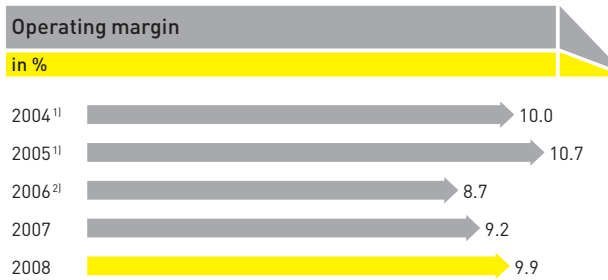 Operating margin
in %
2004 1) 10.0
2005 1) 10.7
2006 2) 8.7
2007 9.2
2008 9.9